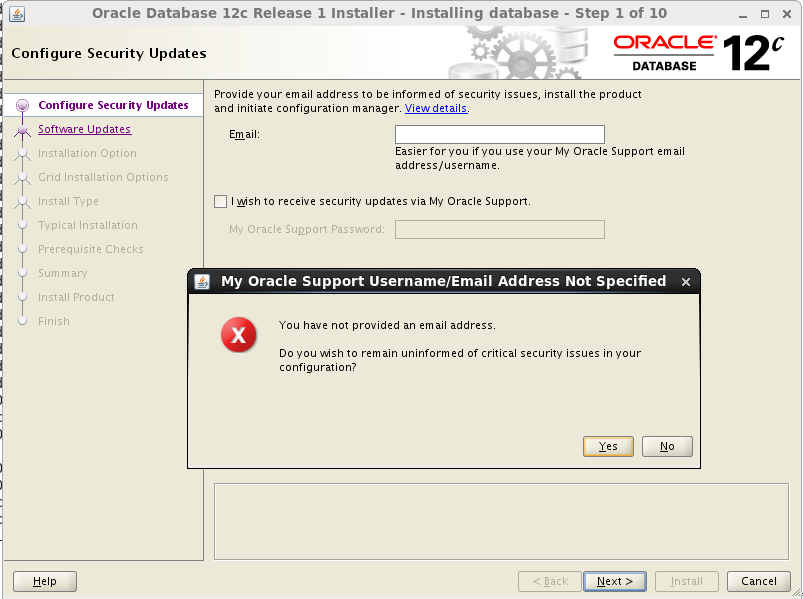 Oracle Database 12c Release 1 Installer - Installing database - Step 1 of 10
Configure Security Updates
ORACLE®
DATABASE
12c
Configure Security Updates
Software Updates
Installation Option
Grid Installation Options
Install Type
Typical Installation
Prerequisite Checks
Summary
Install Product
Finish
Provide your email address to be informed of security issues, install the product
and initiate configuration manager. View details.
Email:
Easier for you if you use your My Oracle Support email
address/username.
I wish to receive security updates via My Oracle Support.
My Oracle Support Password:
My Oracle Support Username/Email Address Not Specified
You have not provided an email address.
Do you wish to remain uninformed of critical security issues in your
configuration?
Yes
No
Help
< Back
Next >
Install
Cancel